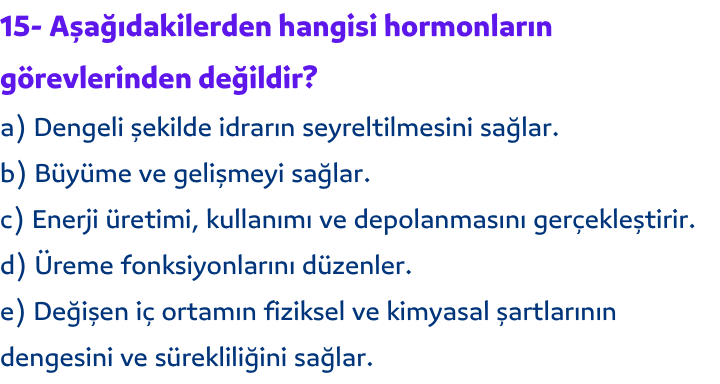 15- Aşağıdakilerden hangisi hormonların
görevlerinden değildir?
a) Dengeli şekilde idrarın seyreltilmesini sağlar.
b) Büyüme ve gelişmeyi sağlar.
c) Enerji üretimi, kullanımı ve depolanmasını gerçekleştirir.
d) Üreme fonksiyonlarını düzenler.
e) Değişen iç ortamın fiziksel ve kimyasal şartlarının
dengesini ve sürekliliğini sağlar.